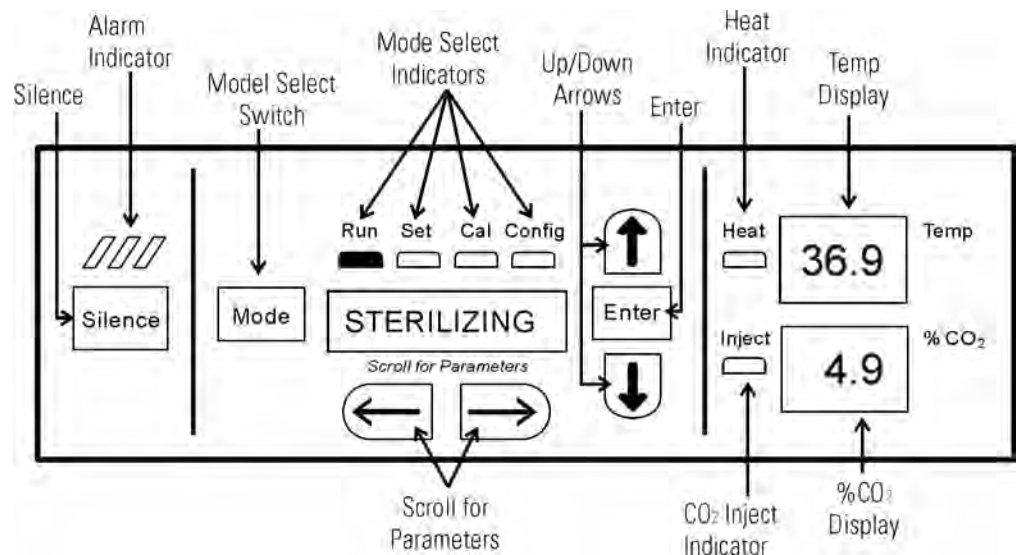 Alarm
Indicator
Silence
Model Select
Switch
Mode Select
Indicators
Up/Down
Arrows
Enter
Heat
Indicator
Temp
Display
Run Set Cal Config
Silence
Mode
STERILIZING
Scroll for Parameters
Enter
Heat
36.9
Temp
Inject
4.9
% CO₂
Scroll for
Parameters
CO₂ Inject
Indicator
%CO₂
Display